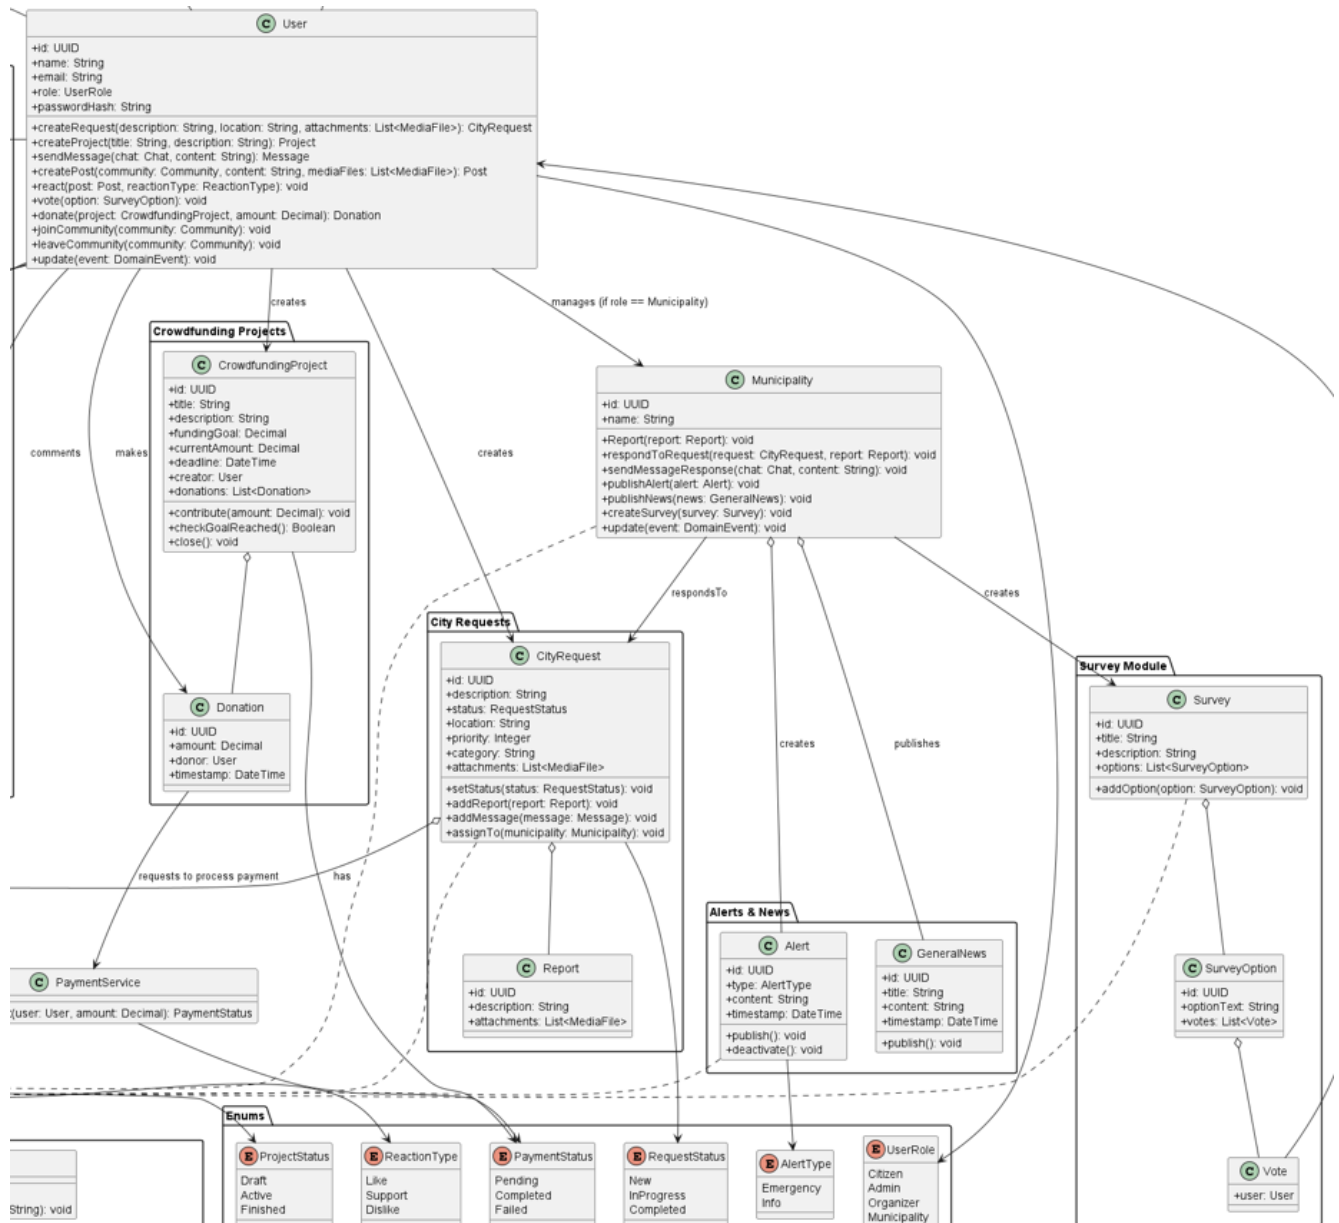 C User
+id: UUID
+name: String
+email: String
+role: UserRole
+passwordHash: String
+createRequest(description: String, location: String, attachments: List<MediaFile>): CityRequest
+createProject(title: String, description: String): Project
+sendMessage(chat: Chat, content: String): Message
+createPost(community: Community, content: String, mediaFiles: List<MediaFile>): Post
+react(post: Post, reactionType: ReactionType): void
+vote(option: SurveyOption): void
+donate(project: CrowdfundingProject, amount: Decimal): Donation
+joinCommunity(community: Community): void
+leaveCommunity(community: Community): void
+update(event: DomainEvent): void
creates
manages (if role == Municipality)
comments
makes
creates
Crowdfunding Projects
C CrowdfundingProject
+id: UUID
+title: String
+description: String
+fundingGoal: Decimal
+currentAmount: Decimal
+deadline: DateTime
+creator: User
+donations: List<Donation>
+contribute(amount: Decimal): void
+checkGoalReached(): Boolean
+close(): void
C Municipality
+id: UUID
+name: String
+Report(report: Report): void
+respondToRequest(request: CityRequest, report: Report): void
+sendMessageResponse(chat: Chat, content: String): void
+publishAlert(alert: Alert): void
+publishNews(news: GeneralNews): void
+createSurvey(survey: Survey): void
+update(event: DomainEvent): void
respondsTo
creates
creates
publishes
C Donation
+id: UUID
+amount: Decimal
+donor: User
+timestamp: DateTime
City Requests
C CityRequest
+id: UUID
+description: String
+status: RequestStatus
+location: String
+priority: Integer
+category: String
+attachments: List<MediaFile>
+setStatus(status: RequestStatus): void
+addReport(report: Report): void
+addMessage(message: Message): void
+assignTo(municipality: Municipality): void
Survey Module
C Survey
+id: UUID
+title: String
+description: String
+options: List<SurveyOption>
+addOption(option: SurveyOption): void
requests to process payment
has
C PaymentService
(user: User, amount: Decimal): PaymentStatus
C Report
+id: UUID
+description: String
+attachments: List<MediaFile>
Alerts & News
C Alert
+id: UUID
+type: AlertType
+content: String
+timestamp: DateTime
+publish(): void
+deactivate(): void
C GeneralNews
+id: UUID
+title: String
+content: String
+timestamp: DateTime
+publish(): void
C SurveyOption
+id: UUID
+optionText: String
+votes: List<Vote>
C Vote
+user: User
String): void
Enums
E ProjectStatus
Draft
Active
Finished
E ReactionType
Like
Support
Dislike
E PaymentStatus
Pending
Completed
Failed
E RequestStatus
New
InProgress
Completed
E AlertType
Emergency
Info
E UserRole
Citizen
Admin
Organizer
Municipality